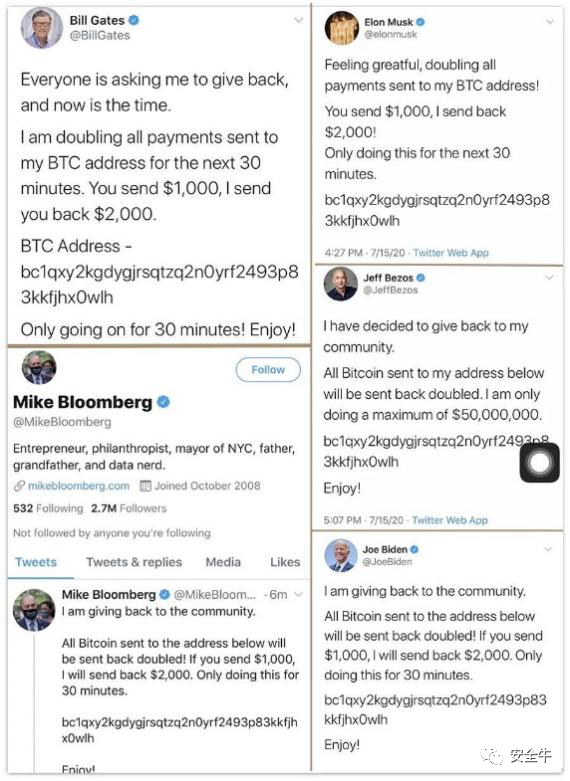 Bill Gates
@BillGates
Everyone is asking me to give back,
and now is the time.
I am doubling all payments sent to
my BTC address for the next 30
minutes. You send $1,000, I send
you back $2,000.
BTC Address -
bc1qxy2kgdygjrsqtzq2n0yrf2493p8
3kkfjhx0wlh
Only going on for 30 minutes! Enjoy!
Follow
Mike Bloomberg
@MikeBloomberg
Entrepreneur, philanthropist, mayor of NYC, father,
grandfather, and data nerd.
mikebloomberg.com Joined October 2008
532 Following 2.7M Followers
Not followed by anyone you're following
Tweets Tweets & replies Media Likes
Mike Bloomberg @MikeBloom... · 6m
I am giving back to the community.
All Bitcoin sent to the address below will
be sent back doubled! If you send $1,000,
I will send back $2,000. Only doing this for
30 minutes.
bc1qxy2kgdygjrsqtzq2n0yrf2493p83kkfjh
x0wlh
Enjoy!
Elon Musk
@elonmusk
Feeling greatful, doubling all
payments sent to my BTC address!
You send $1,000, I send back
$2,000!
Only doing this for the next 30
minutes.
bc1qxy2kgdygjrsqtzq2n0yrf2493p8
3kkfjhx0wlh
4:27 PM · 7/15/20 · Twitter Web App
Jeff Bezos
@JeffBezos
I have decided to give back to my
community.
All Bitcoin sent to my address below
will be sent back doubled. I am only
doing a maximum of $50,000,000.
bc1qxy2kgdygjrsqtzq2n0yrf2493p8
3kkfjhx0wlh
Enjoy!
5:07 PM · 7/15/20 · Twitter Web App
Joe Biden
@JoeBiden
I am giving back to the community.
All Bitcoin sent to the address below
will be sent back doubled! If you send
$1,000, I will send back $2,000. Only
doing this for 30 minutes.
bc1qxy2kgdygjrsqtzq2n0yrf2493p83
kkfjhx0wlh
Enjoy!
安全牛